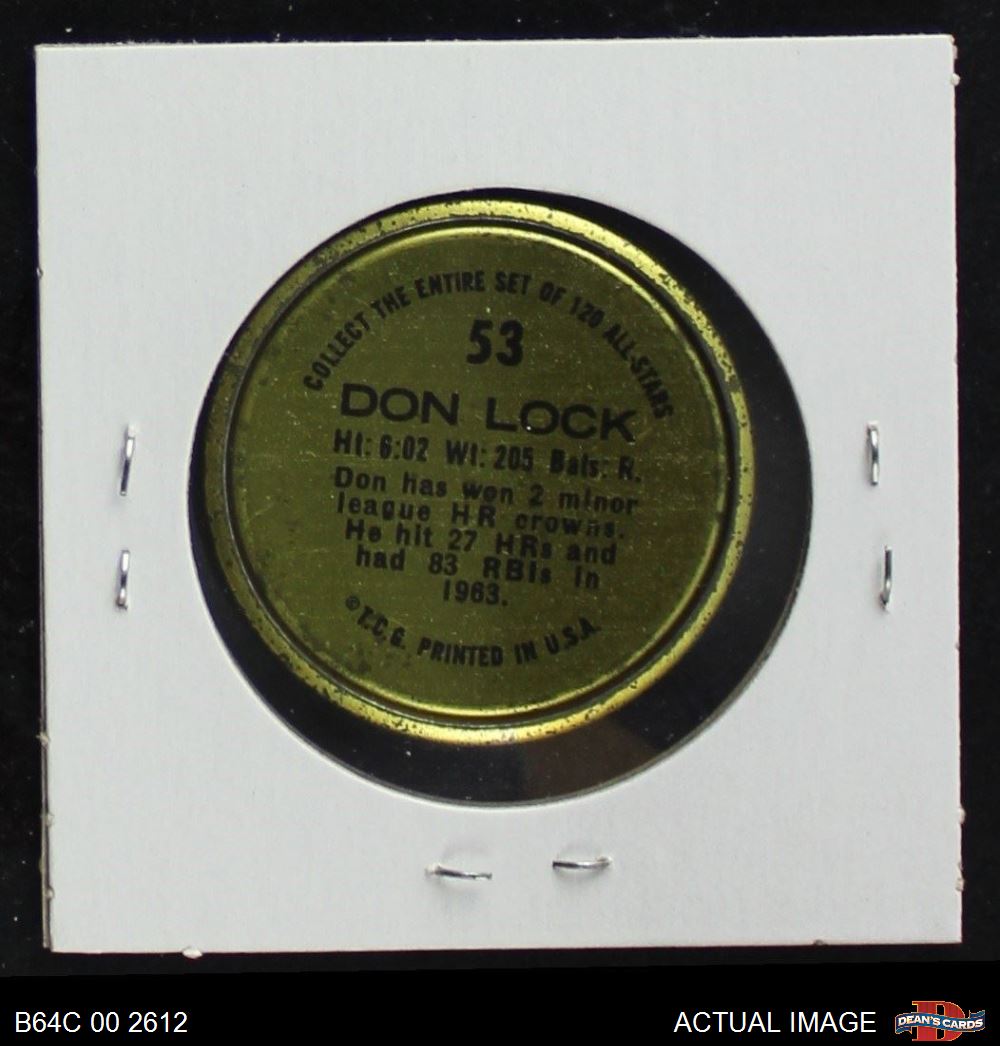 COLLECT THE ENTIRE SET OF 120 ALL-STARS
53
DON LOCK
Ht: 6:02 Wt: 205 Bats: R.
Don has won 2 minor
league HR crowns.
He hit 27 HRs and
had 83 RBIs in
1963.
©T.C.G. PRINTED IN U.S.A.
B64C 00 2612
ACTUAL IMAGE
DEAN'S CARDS